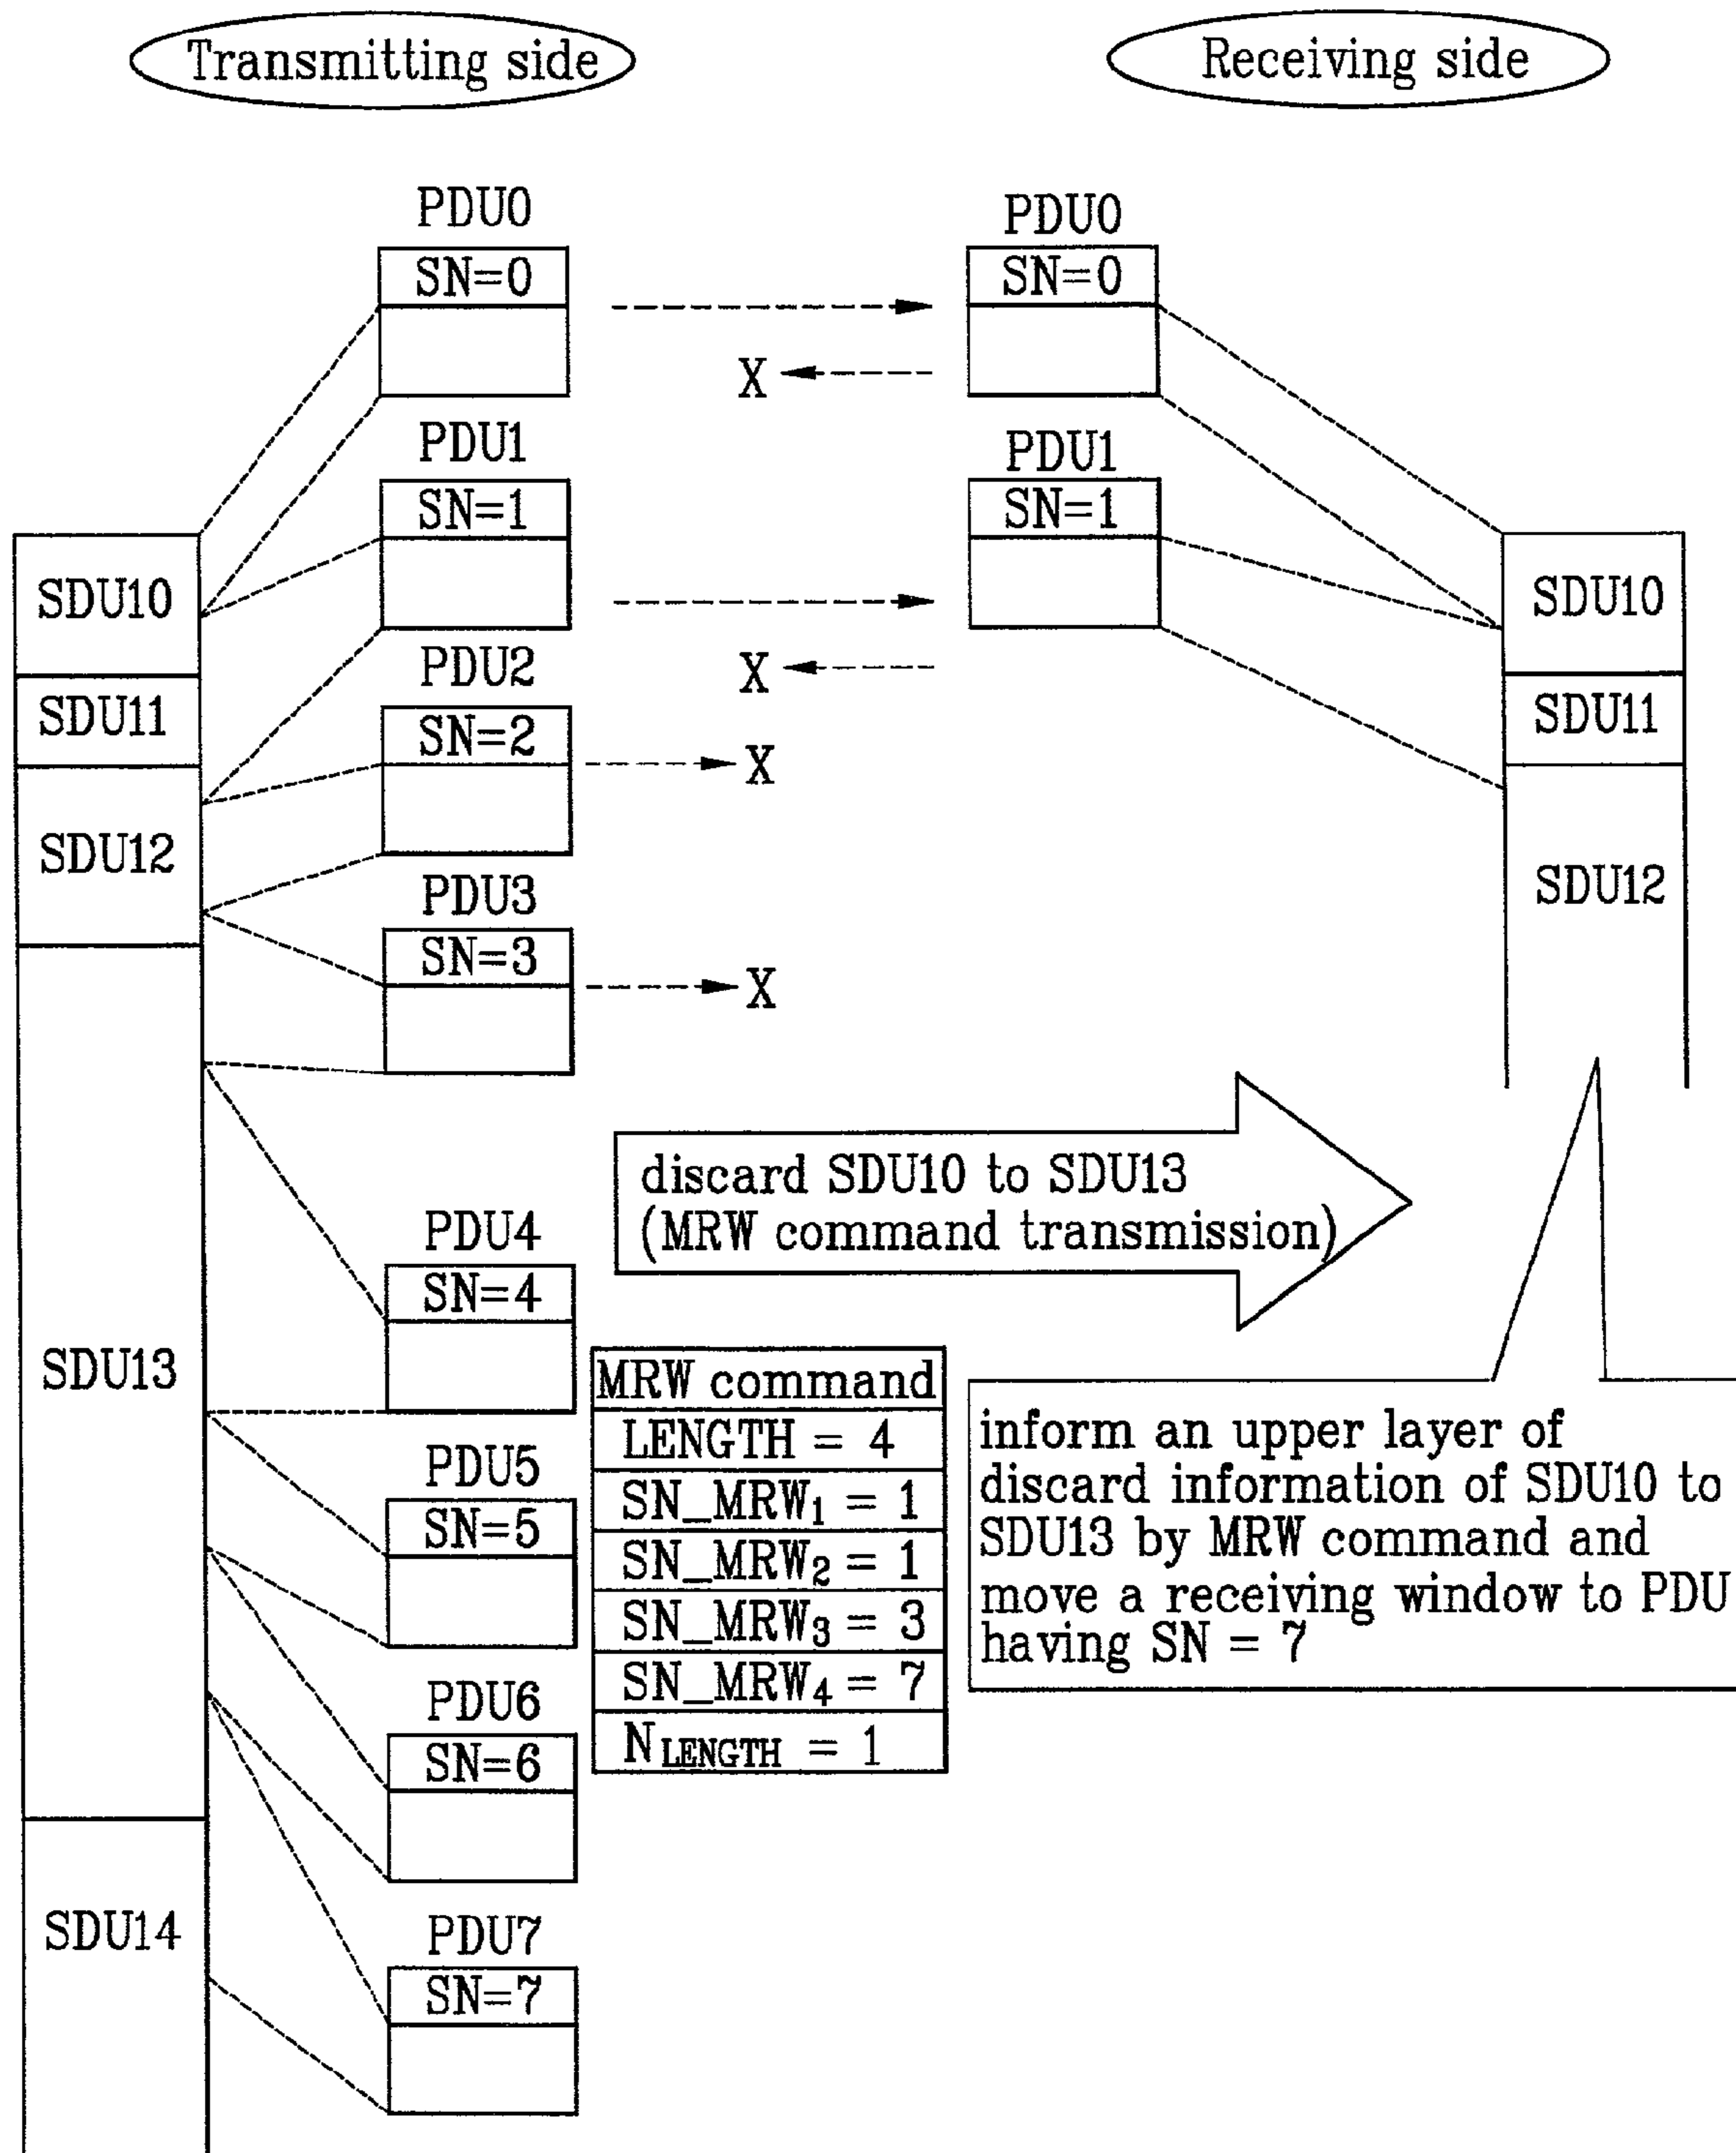 Transmitting side
Receiving side
PDU0
SN=0
PDU0
SN=0
X
PDU1
SN=1
PDU1
SN=1
SDU10
SDU10
X
PDU2
SDU11
SDU11
SN=2
X
SDU12
SDU12
PDU3
SN=3
X
discard SDU10 to SDU13
(MRW command transmission)
PDU4
SN=4
SDU13
MRW command
LENGTH = 4
SN_MRW₁ = 1
SN_MRW₂ = 1
SN_MRW₃ = 3
SN_MRW₄ = 7
N LENGTH = 1
inform an upper layer of
discard information of SDU10 to
SDU13 by MRW command and
move a receiving window to PDU
having SN = 7
PDU5
SN=5
PDU6
SN=6
SDU14
PDU7
SN=7